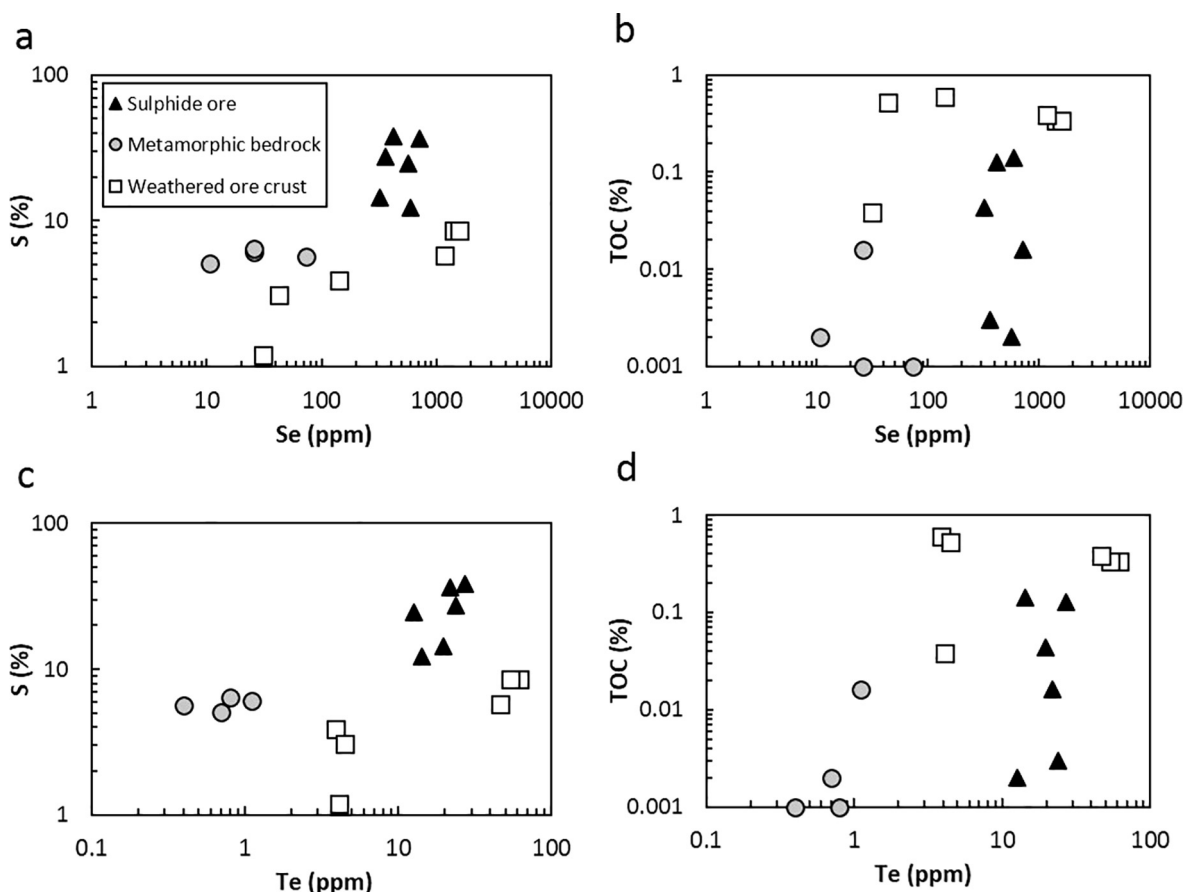 a
100
10
1
S (%)
Sulphide ore
Metamorphic bedrock
Weathered ore crust
1 10 100 1000 10000
Se (ppm)
b
1
0.1
0.01
0.001
TOC (%)
1 10 100 1000 10000
Se (ppm)
c
100
10
1
S (%)
0.1 1 10 100
Te (ppm)
d
1
0.1
0.01
0.001
TOC (%)
0.1 1 10 100
Te (ppm)